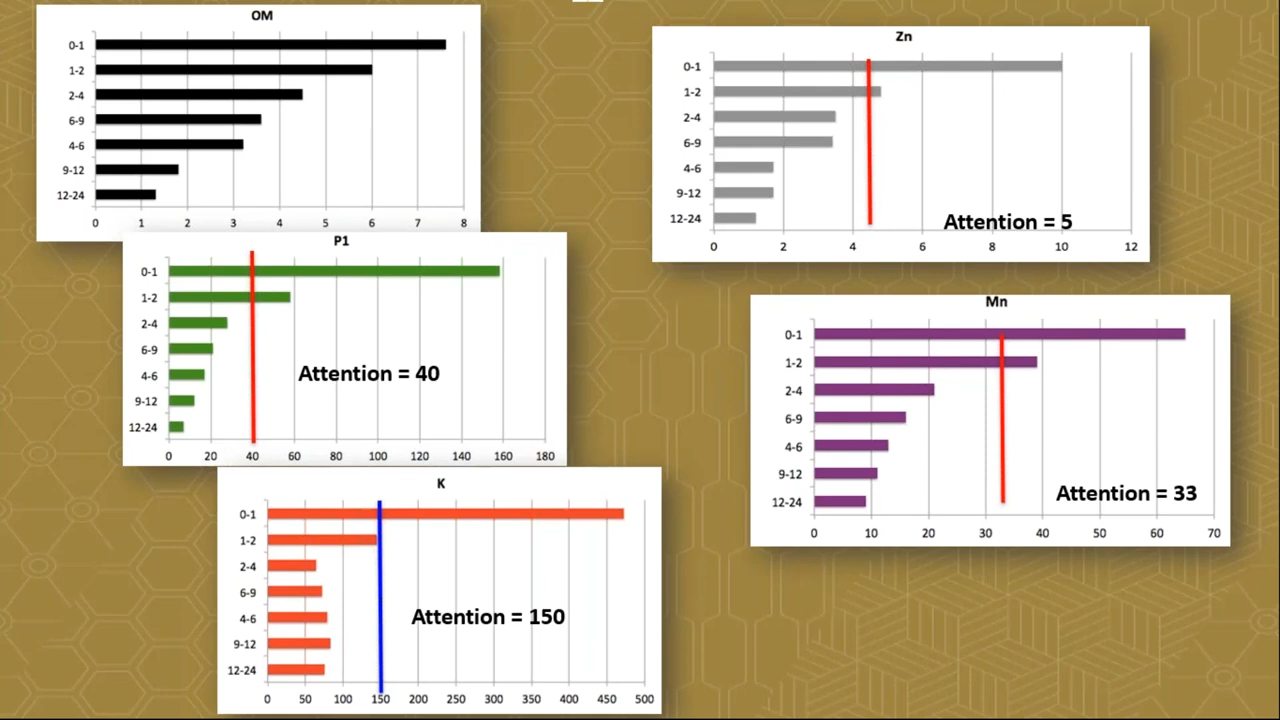 OM
0-1
1-2
2-4
6-9
4-6
9-12
12-24
0 1 2 3 4 5 6 7 8
P1
0-1
1-2
2-4
6-9
4-6
9-12
12-24
Attention = 40
0 20 40 60 80 100 120 140 160 180
K
0-1
1-2
2-4
6-9
4-6
9-12
12-24
Attention = 150
0 50 100 150 200 250 300 350 400 450 500
Zn
0-1
1-2
2-4
6-9
4-6
9-12
12-24
Attention = 5
0 2 4 6 8 10 12
Mn
0-1
1-2
2-4
6-9
4-6
9-12
12-24
Attention = 33
0 10 20 30 40 50 60 70